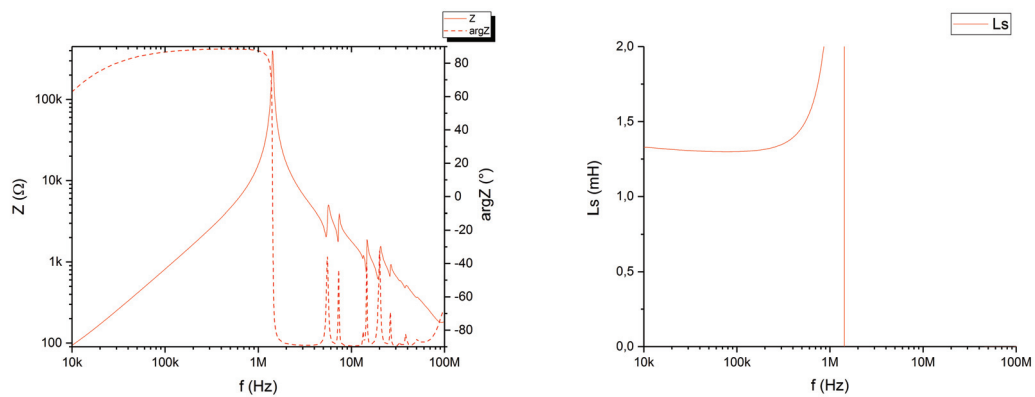 Z
argZ
100k
10k
1k
100
Z (Ω)
80
60
40
20
0
-20
-40
-60
-80
argZ (°)
10k 100k 1M 10M 100M
f (Hz)
Ls
2,0
1,5
1,0
0,5
0,0
Ls (mH)
10k 100k 1M 10M 100M
f (Hz)